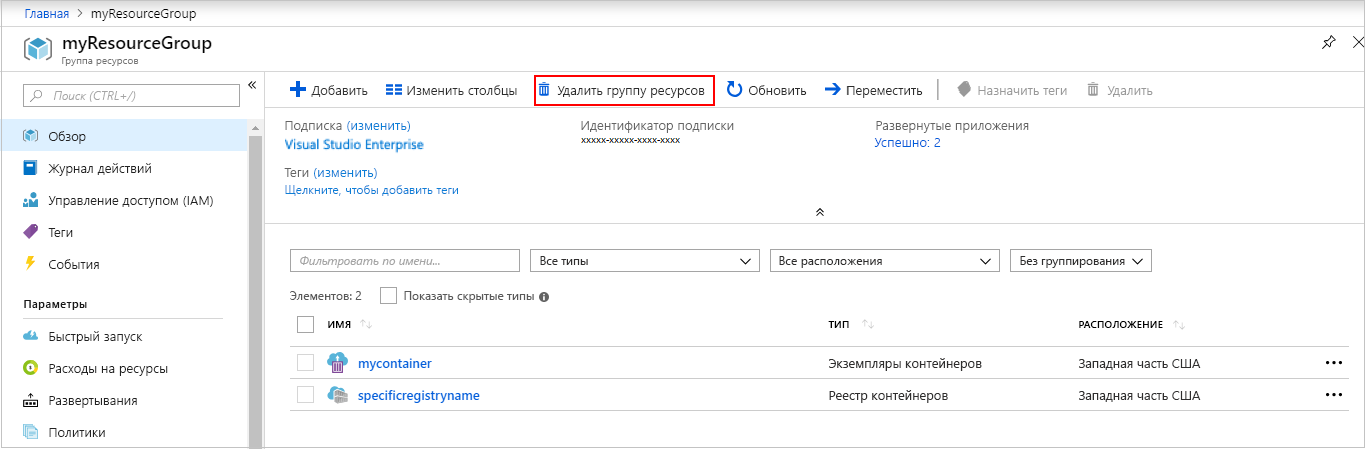 Главная > myResourceGroup
myResourceGroup
Группа ресурсов
Поиск (CTRL+/)
Обзор
Журнал действий
Управление доступом (IAM)
Теги
События
Параметры
Быстрый запуск
Расходы на ресурсы
Развертывания
Политики
Добавить Изменить столбцы Удалить группу ресурсов Обновить Переместить Назначить теги Удалить
Подписка (изменить) Идентификатор подписки Развернутые приложения
Visual Studio Enterprise xxxxx-xxxxx-xxxx-xxxx Успешно: 2
Теги (изменить)
Щелкните, чтобы добавить теги
Фильтровать по имени... Все типы Все расположения Без группирования
Элементов: 2 Показать скрытые типы
ИМЯ ТИП РАСПОЛОЖЕНИЕ
mycontainer Экземпляры контейнеров Западная часть США
specificregistryname Реестр контейнеров Западная часть США